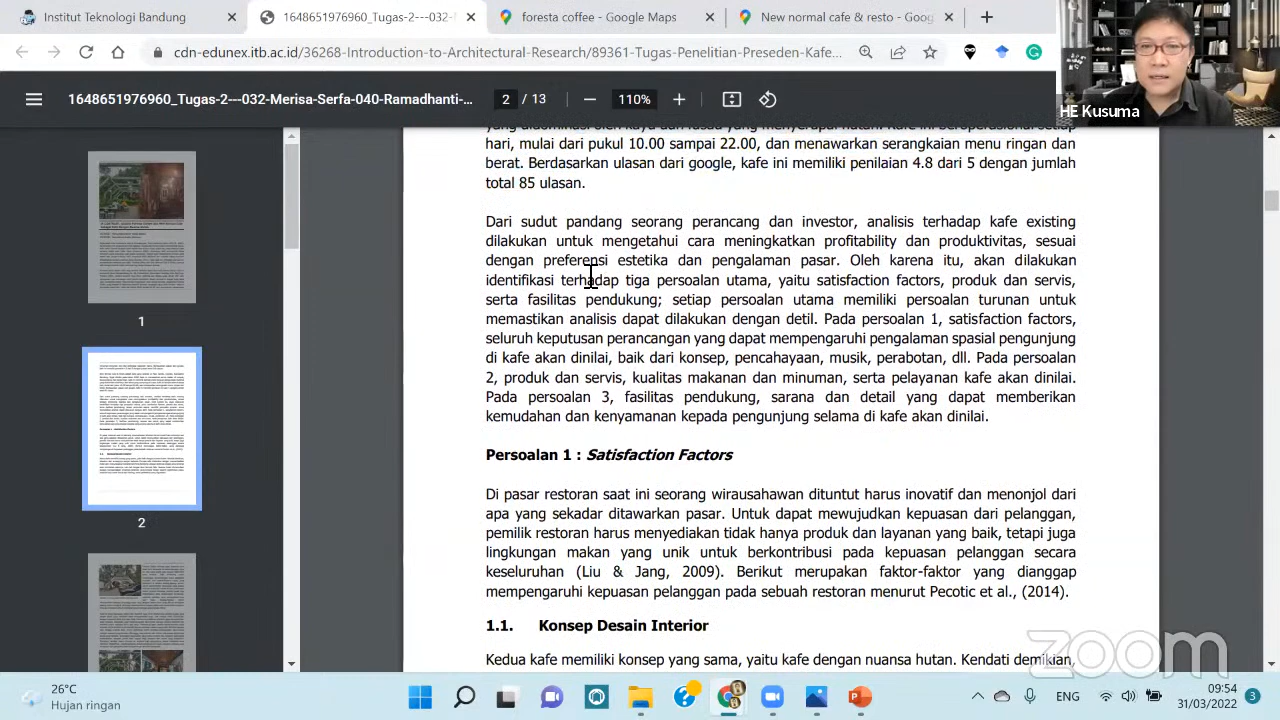 Institut Teknologi Bandung
1648651976960_Tugas-2---032-
Foresta coffee - Google Maps
New normal cafe & resto - Goog
cdn-edunex.itb.ac.id/36268-Introduction-to-Architectural-Research/89361-Tugas-Penelitian-Preseden-Kafe...
HE Kusuma
1648651976960_Tugas-2---032-Merisa-Serfa-040-Ramadhanti-...
2 / 13
110%
hari, mulai dari pukul 10.00 sampai 22.00, dan menawarkan serangkaian menu ringan dan
berat. Berdasarkan ulasan dari google, kafe ini memiliki penilaian 4.8 dari 5 dengan jumlah
total 85 ulasan.
Dari sudut pandang seorang perancang dan investor, analisis terhadap kafe existing
dilakukan untuk mengetahui cara meningkatkan profitability dan produktivitas, sesuai
dengan preferensi estetika dan pengalaman pasar. Oleh karena itu, akan dilakukan
identifikasi terhadap tiga persoalan utama, yaitu satisfaction factors, produk dan servis,
serta fasilitas pendukung; setiap persoalan utama memiliki persoalan turunan untuk
memastikan analisis dapat dilakukan dengan detil. Pada persoalan 1, satisfaction factors,
seluruh keputusan perancangan yang dapat mempengaruhi pengalaman spasial pengunjung
di kafe akan dinilai, baik dari konsep, pencahayaan, musik, perabotan, dll. Pada persoalan
2, produk dan servis, kualitas makanan dan minuman, serta pelayanan kafe akan dinilai.
Pada persoalan 3, fasilitas pendukung, sarana dan detail yang dapat memberikan
kemudahan dan kenyamanan kepada pengunjung selama di kafe akan dinilai.
Persoalan 1 : Satisfaction Factors
Di pasar restoran saat ini seorang wirausahawan dituntut harus inovatif dan menonjol dari
apa yang sekadar ditawarkan pasar. Untuk dapat mewujudkan kepuasan dari pelanggan,
pemilik restoran harus menyediakan tidak hanya produk dan layanan yang baik, tetapi juga
lingkungan makan yang unik untuk berkontribusi pada kepuasan pelanggan secara
keseluruhan (Liu & Jang, 2009). Berikut merupakan faktor-faktor yang dianggap
mempengaruhi kepuasan pelanggan pada sebuah restoran menurut Pecotic et al., (2014).
1.1. Konsep Desain Interior
Kedua kafe memiliki konsep yang sama, yaitu kafe dengan nuansa hutan. Kendati demikian,
1
2
zoom
26°C
Hujan ringan
ENG
09:54
31/03/2022
3